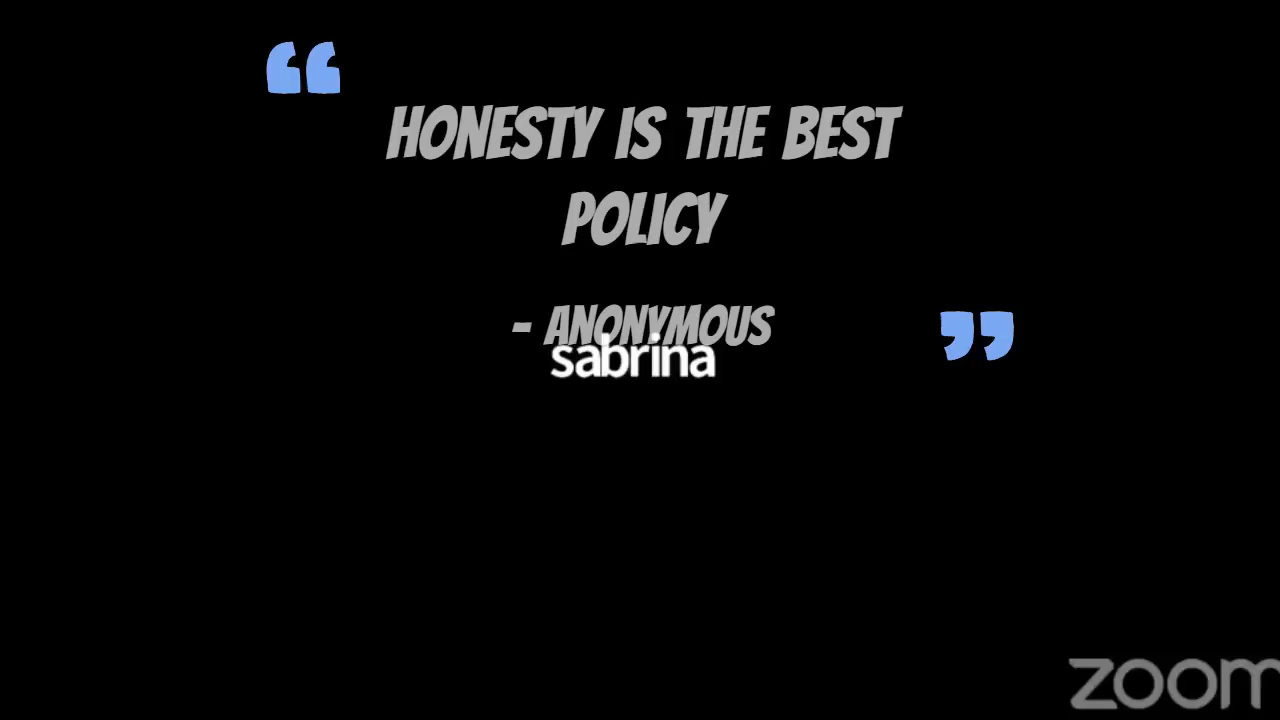 “
HONESTY IS THE BEST
POLICY
- ANONYMOUS
”
sabrina
zoom